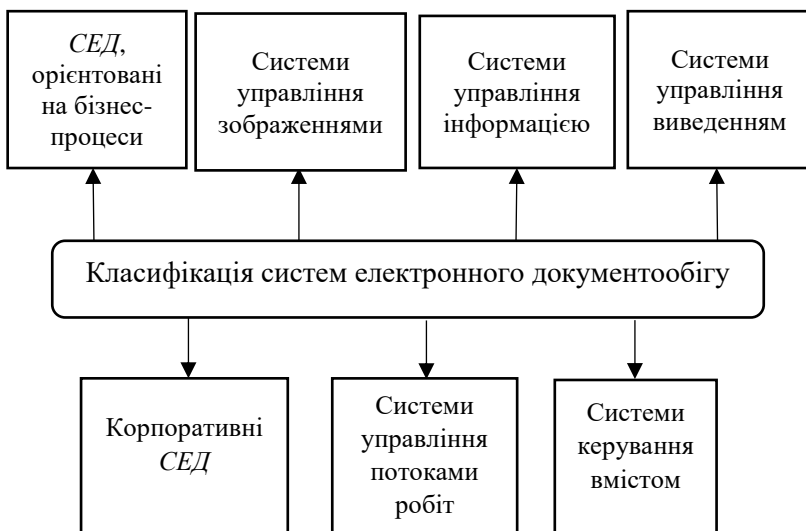 СЕД,
орієнтовані
на бізнес-
процеси
Системи
управління
зображеннями
Системи
управління
інформацією
Системи
управління
виведенням
Класифікація систем електронного документообігу
Корпоративні
СЕД
Системи
управління
потоками
робіт
Системи
керування
вмістом